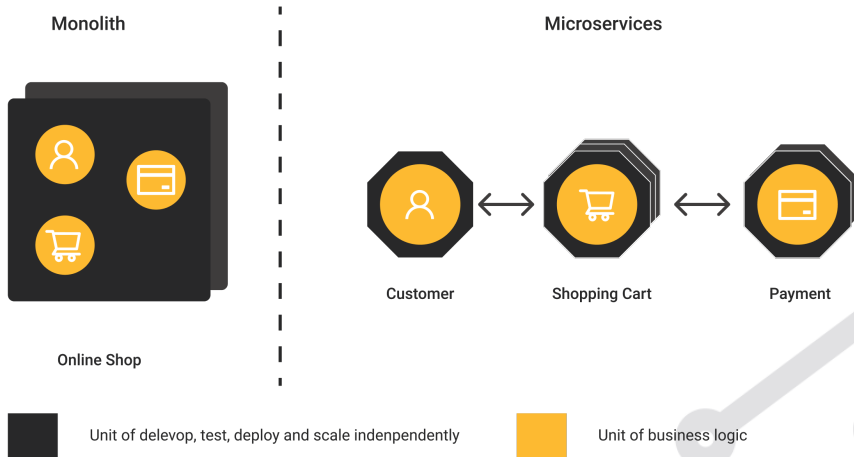 Monolith
Microservices
Customer
Shopping Cart
Payment
Online Shop
Unit of delevop, test, deploy and scale indenpendently
Unit of business logic